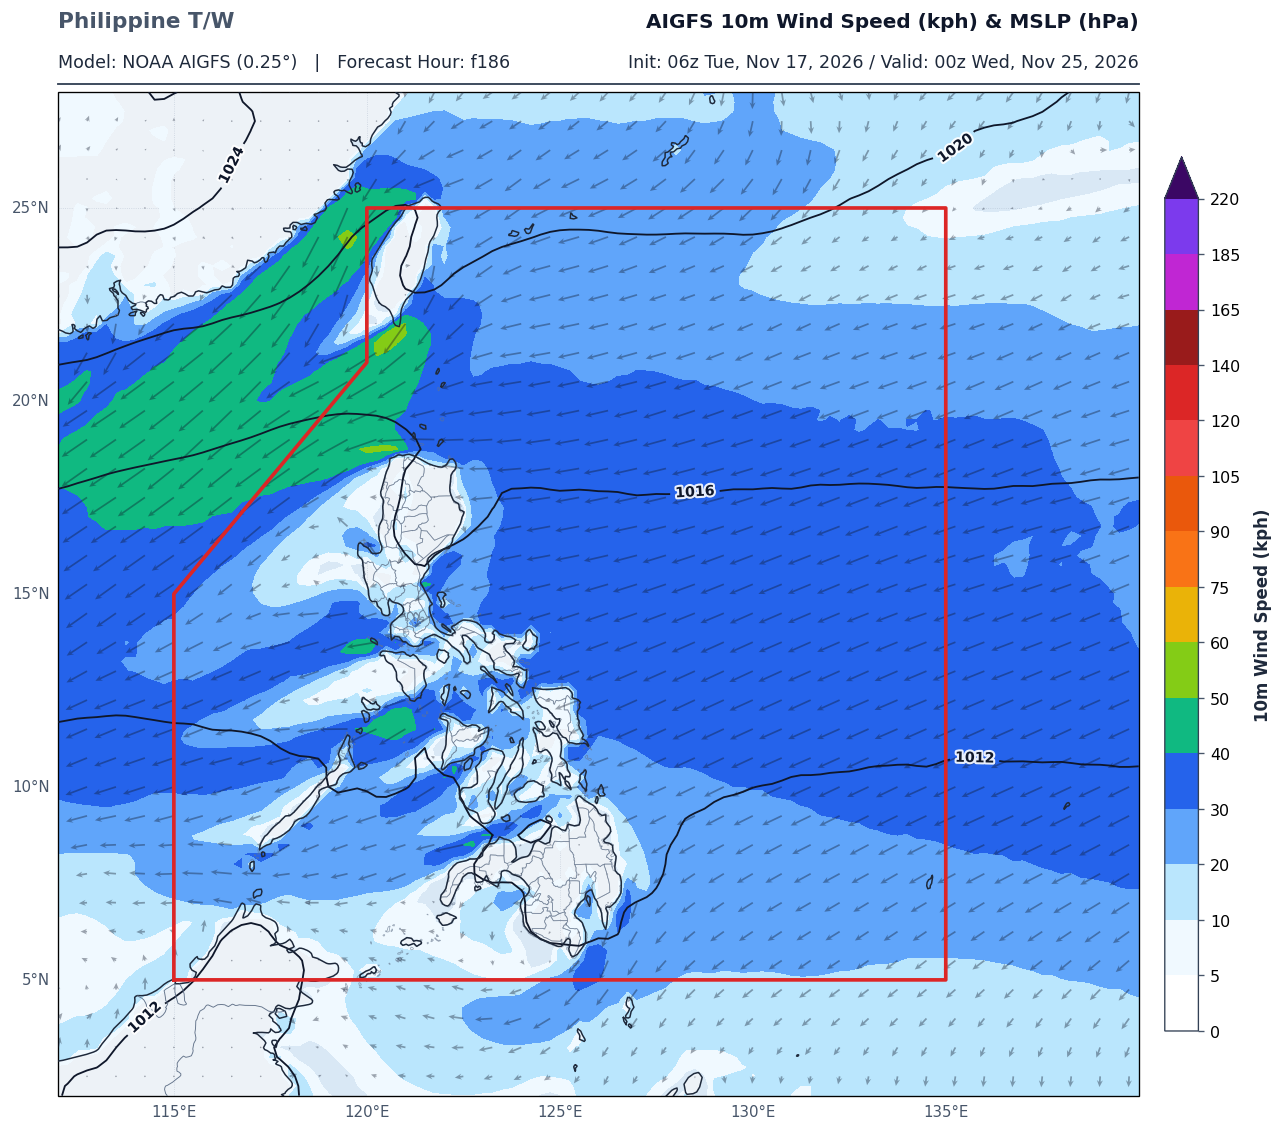 Philippine T/W
AIGFS 10m Wind Speed (kph) & MSLP (hPa)
Model: NOAA AIGFS (0.25°) | Forecast Hour: f186
Init: 06z Tue, Nov 17, 2026 / Valid: 00z Wed, Nov 25, 2026
1024
1020
1016
1012
1012
25°N
20°N
15°N
10°N
5°N
115°E
120°E
125°E
130°E
135°E
220
185
165
140
120
105
90
75
60
50
40
30
20
10
5
0
10m Wind Speed (kph)